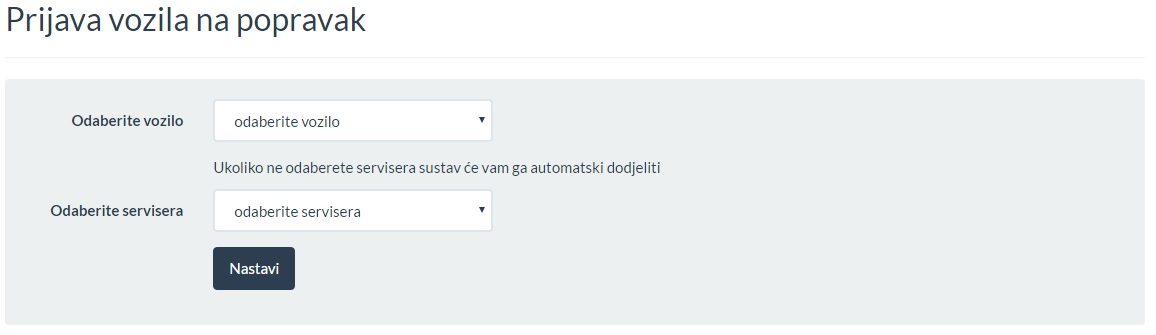 Prijava vozila na popravak
Odaberite vozilo
odaberite vozilo
Ukoliko ne odaberete servisera sustav će vam ga automatski dodjeliti
Odaberite servisera
odaberite servisera
Nastavi